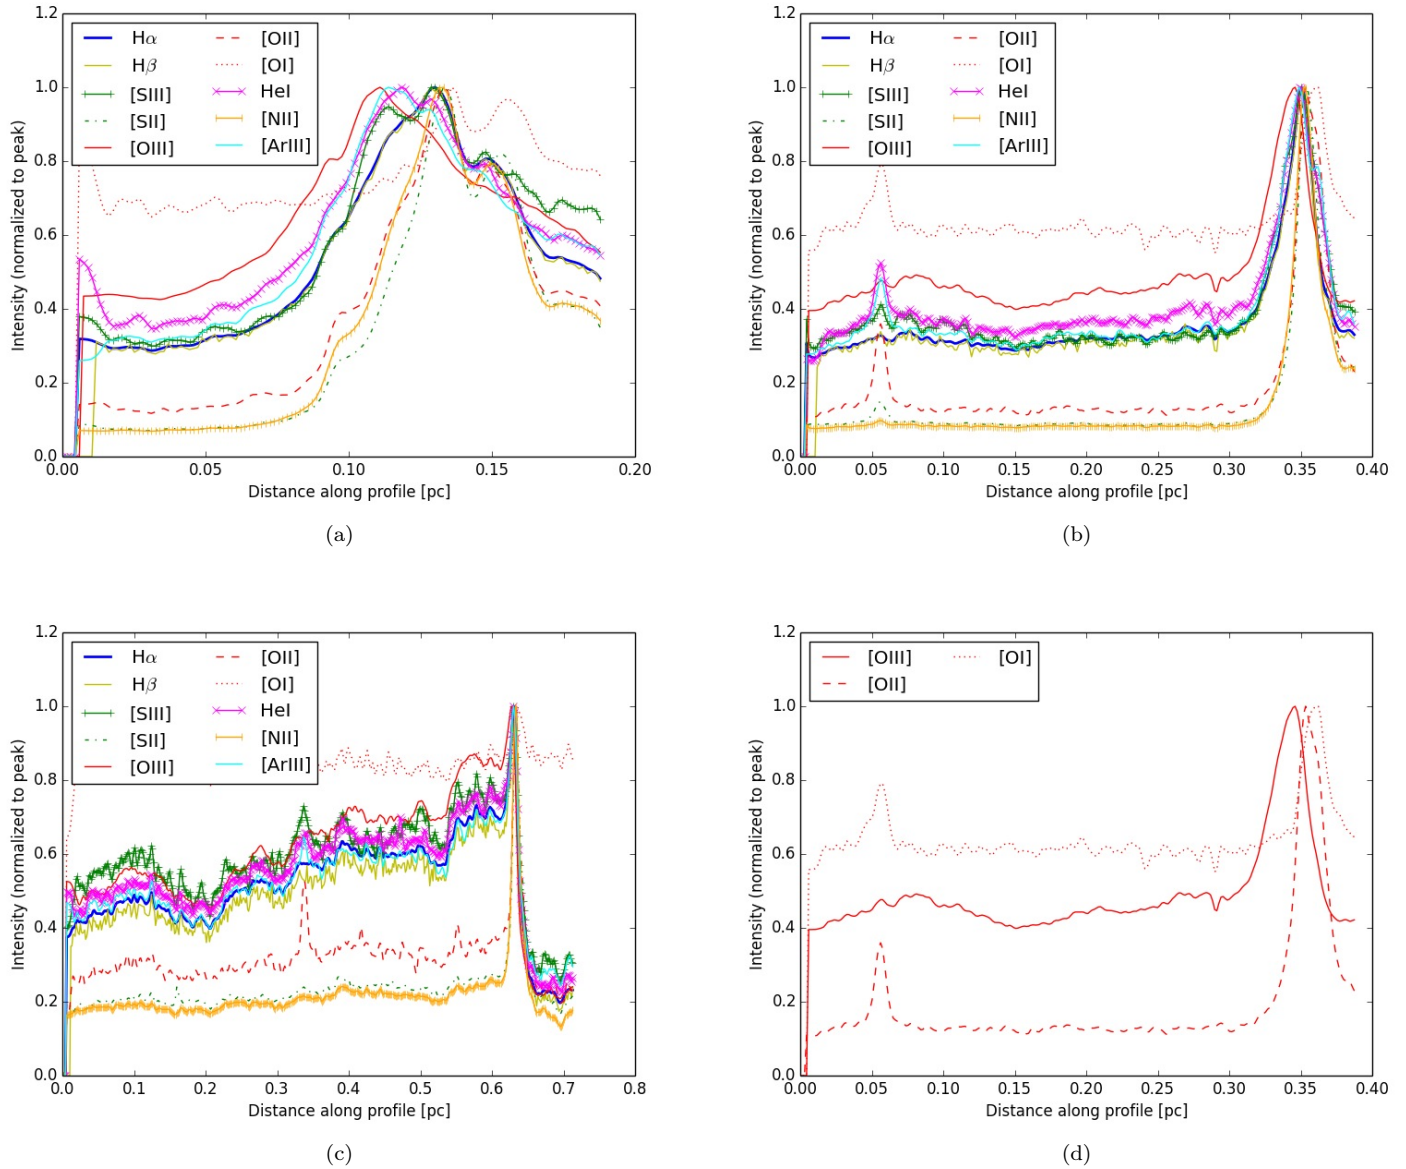 1.2
1.0
0.8
0.6
0.4
0.2
0.0
Intensity (normalized to peak)
Hα
Hβ
[SIII]
[SII]
[OIII]
[OII]
[OI]
HeI
[NII]
[ArIII]
0.00 0.05 0.10 0.15 0.20
Distance along profile [pc]
(a)
1.2
1.0
0.8
0.6
0.4
0.2
0.0
Intensity (normalized to peak)
Hα
Hβ
[SIII]
[SII]
[OIII]
[OII]
[OI]
HeI
[NII]
[ArIII]
0.00 0.05 0.10 0.15 0.20 0.25 0.30 0.35 0.40
Distance along profile [pc]
(b)
1.2
1.0
0.8
0.6
0.4
0.2
0.0
Intensity (normalized to peak)
Hα
Hβ
[SIII]
[SII]
[OIII]
[OII]
[OI]
HeI
[NII]
[ArIII]
0.0 0.1 0.2 0.3 0.4 0.5 0.6 0.7 0.8
Distance along profile [pc]
(c)
1.2
1.0
0.8
0.6
0.4
0.2
0.0
Intensity (normalized to peak)
[OIII]
[OII]
[OI]
0.00 0.05 0.10 0.15 0.20 0.25 0.30 0.35 0.40
Distance along profile [pc]
(d)